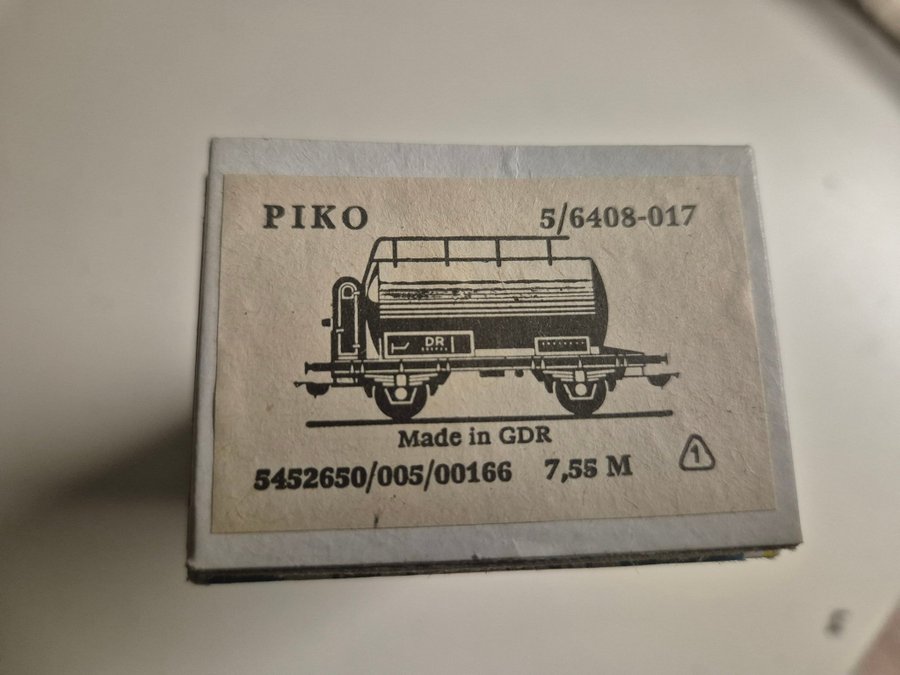 PIKO 5/6408-017
DR
Made in GDR
5452650/005/00166 7,55 M
1